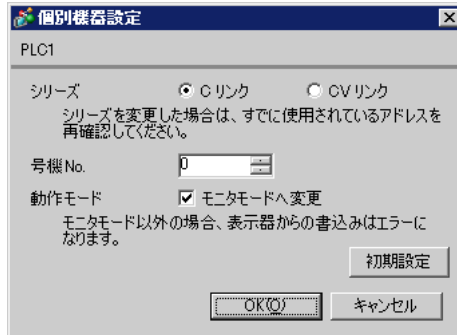 個別機器設定
PLC1
シリーズ Cリンク CVリンク
シリーズを変更した場合は、すでに使用されているアドレスを
再確認してください。
号機No. 0
動作モード モニタモードへ変更
モニタモード以外の場合、表示器からの書込みはエラーに
なります。
初期設定
OK(O) キャンセル